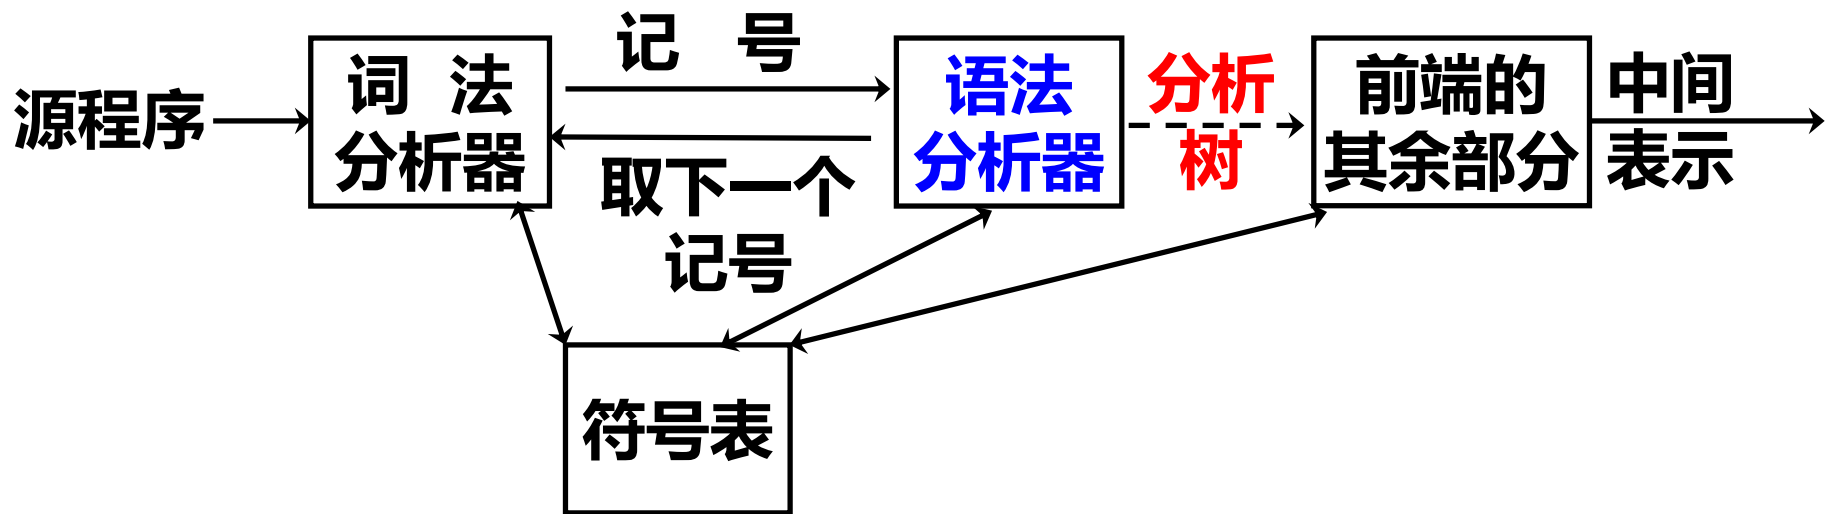 源程序
词 法
分析器
记 号
取下一个
记号
语法
分析器
分析
树
前端的
其余部分
中间
表示
符号表